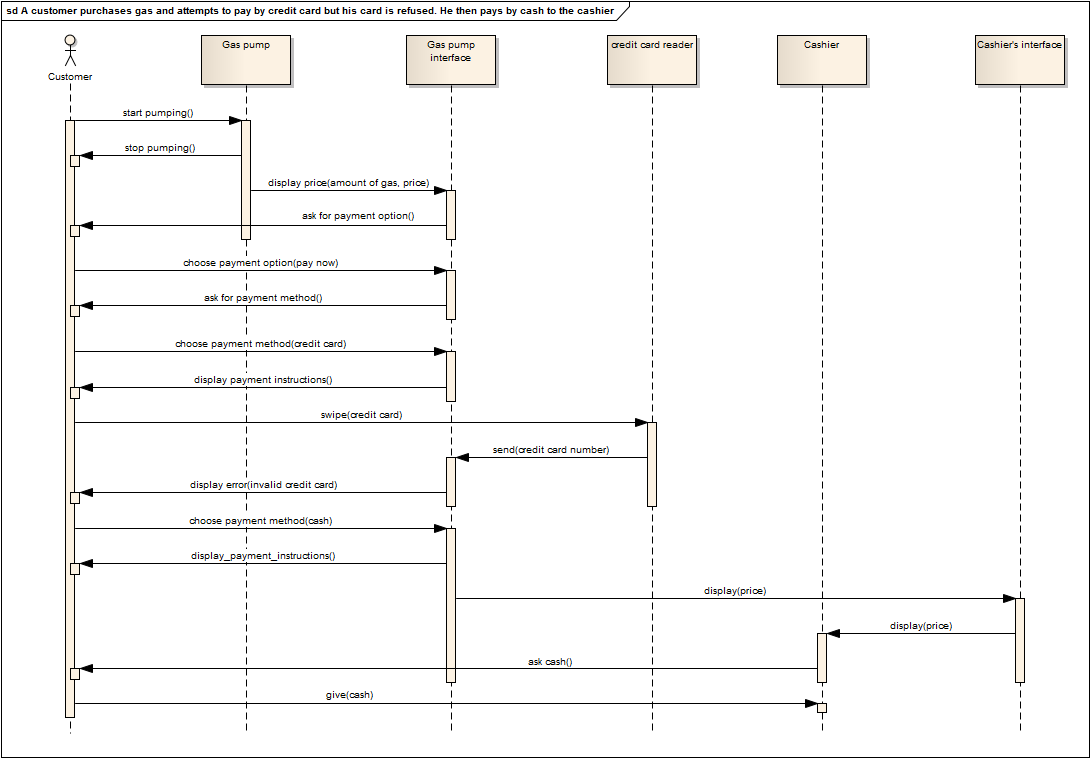 sd A customer purchases gas and attempts to pay by credit card but his card is refused. He then pays by cash to the cashier
Customer
Gas pump
Gas pump
interface
credit card reader
Cashier
Cashier's interface
start pumping()
stop pumping()
display price(amount of gas, price)
ask for payment option()
choose payment option(pay now)
ask for payment method()
choose payment method(credit card)
display payment instructions()
swipe(credit card)
send(credit card number)
display error(invalid credit card)
choose payment method(cash)
display_payment_instructions()
display(price)
display(price)
ask cash()
give(cash)